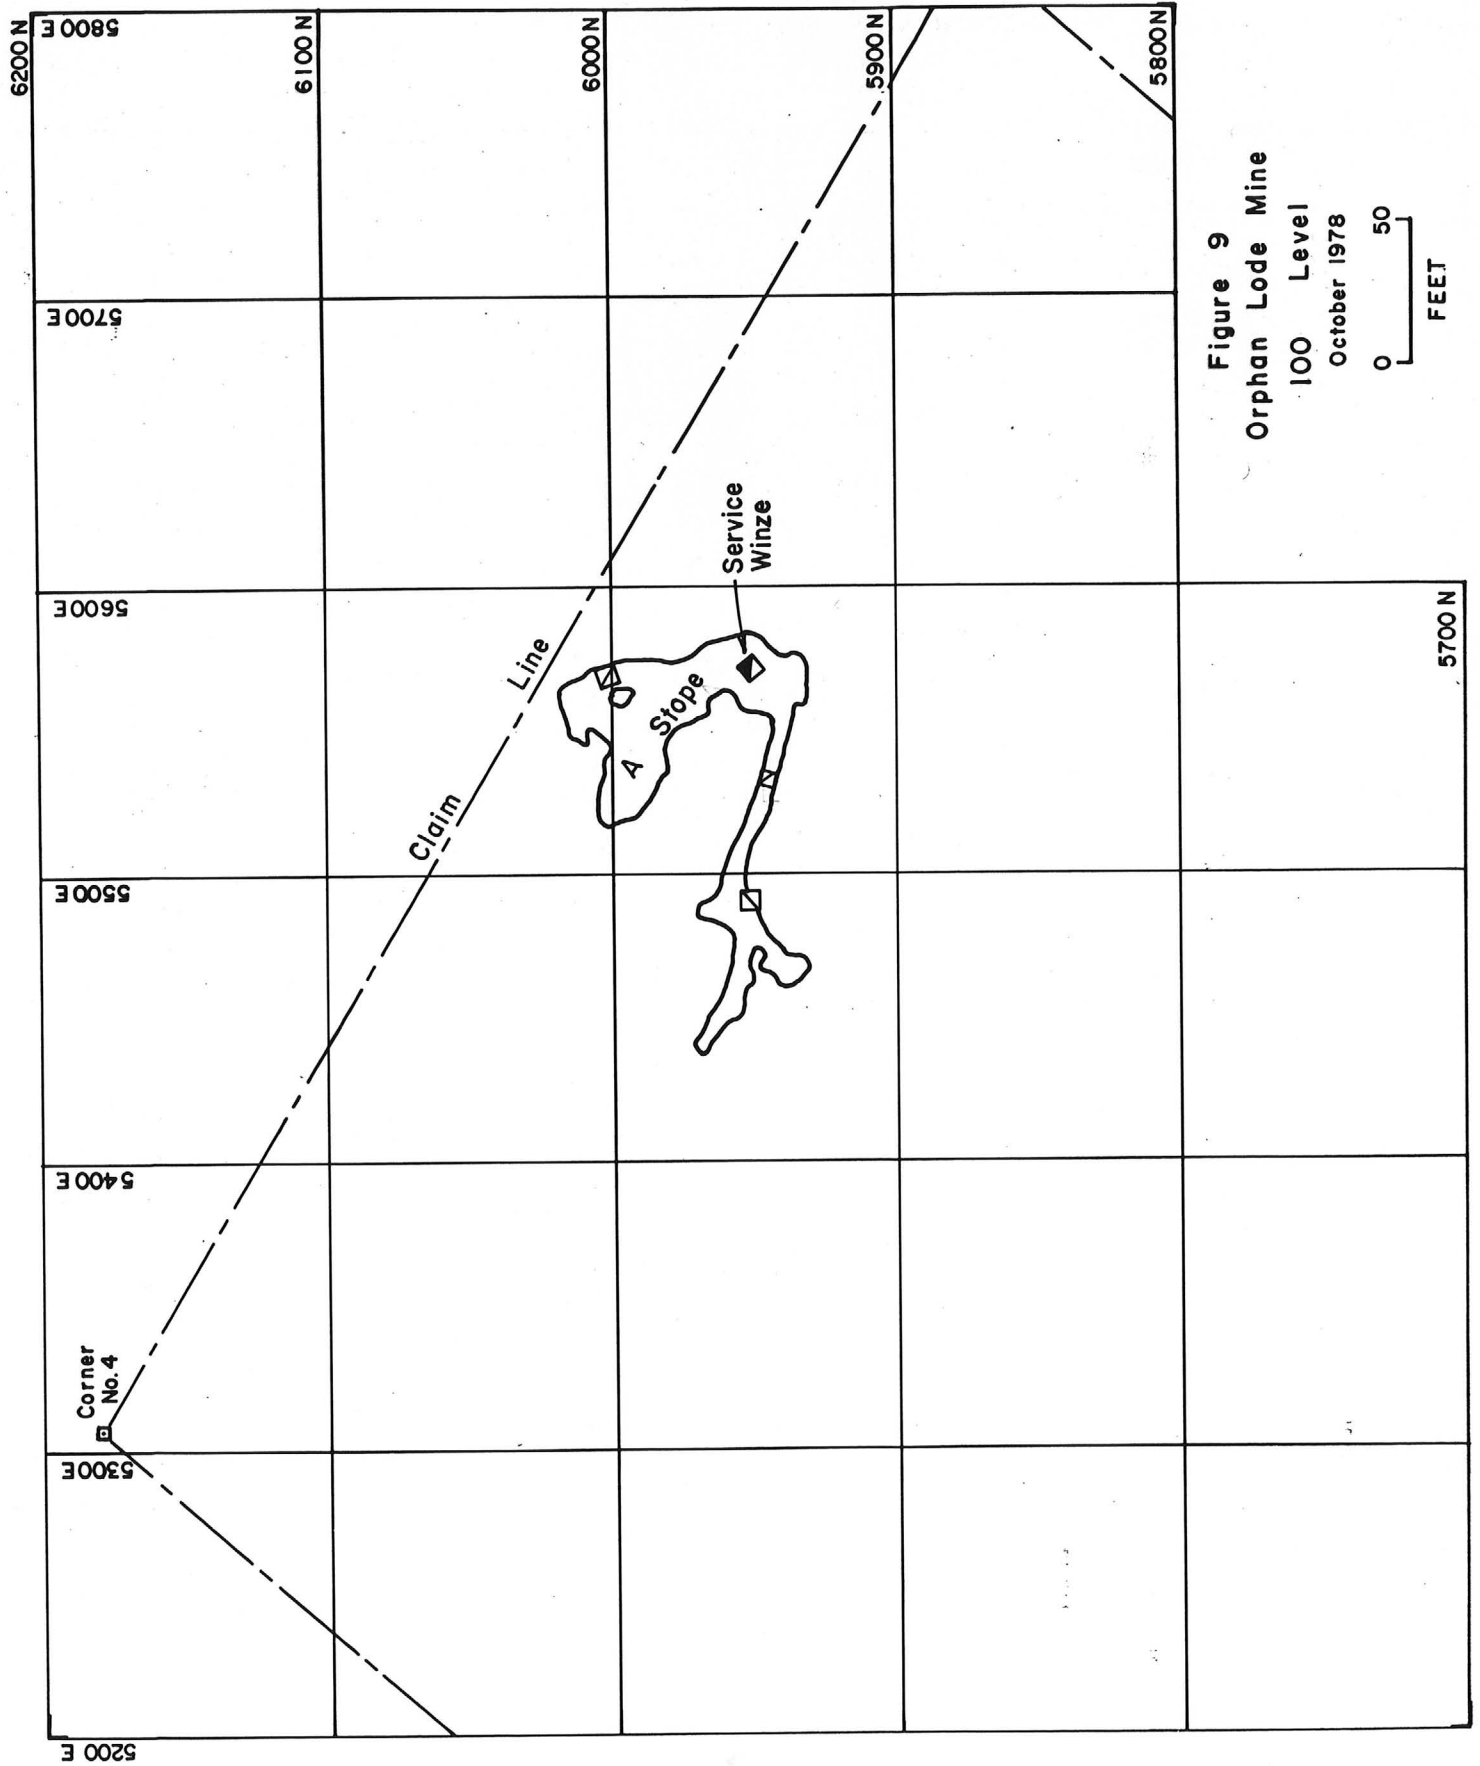 6200 N
6100 N
6000 N
5900 N
5800 N
5700 N
5200 E
5300 E
5400 E
5500 E
5600 E
5700 E
5800 E
Corner
No. 4
Claim Line
A Stope
Service
Winze
Figure 9
Orphan Lode Mine
100 Level
October 1978
0 50
FEET